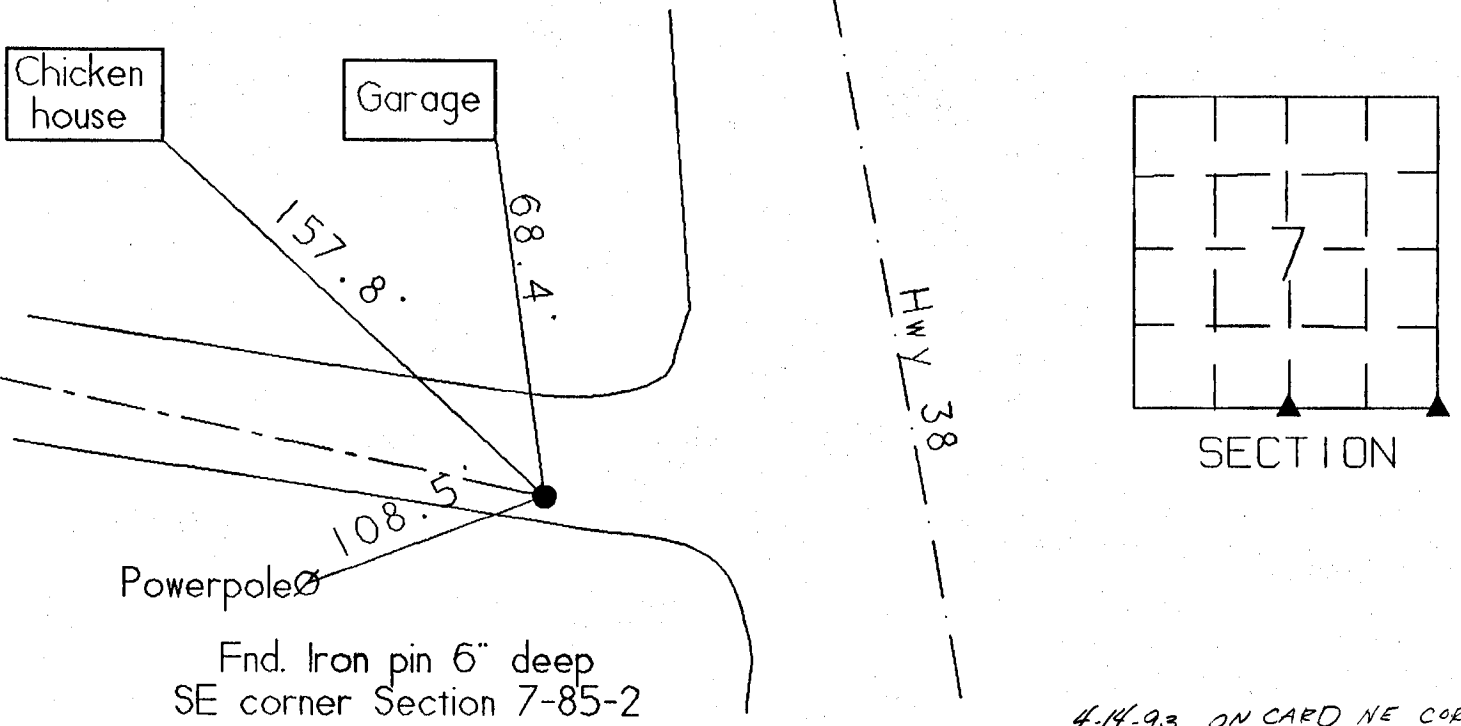 Chicken
house
Garage
157.8'
68.4'
Hwy 38
7
SECTION
108.5'
Powerpole
Fnd. Iron pin 6" deep
SE corner Section 7-85-2
4-14-93 ON CARD NE COR